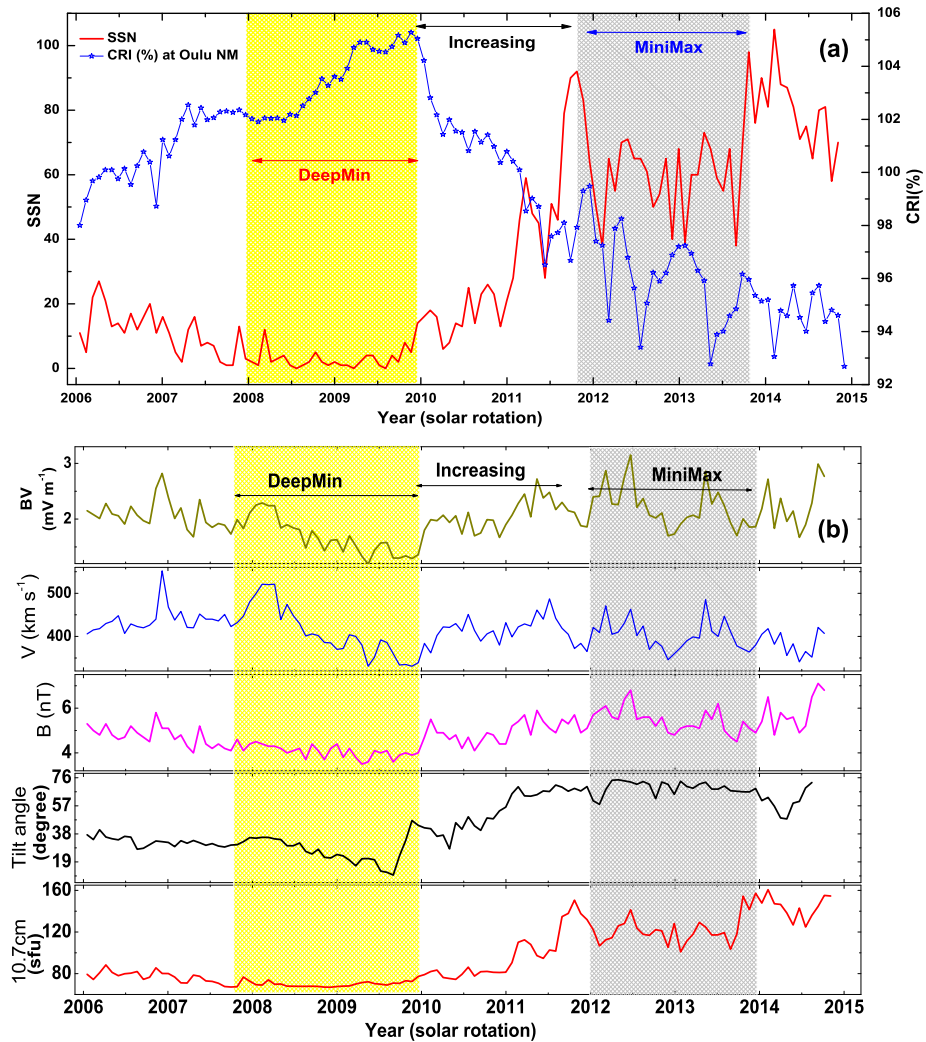 SSN
CRI (%) at Oulu NM
Increasing
MiniMax
(a)
DeepMin
SSN
CRI(%)
100
80
60
40
20
0
106
104
102
100
98
96
94
92
2006 2007 2008 2009 2010 2011 2012 2013 2014 2015
Year (solar rotation)
DeepMin
Increasing
MiniMax
(b)
BV
(mV m-1)
3
2
V (km s-1)
500
400
B (nT)
6
4
Tilt angle
(degree)
76
57
38
19
10.7cm
(sfu)
160
120
80
2006 2007 2008 2009 2010 2011 2012 2013 2014 2015
Year (solar rotation)